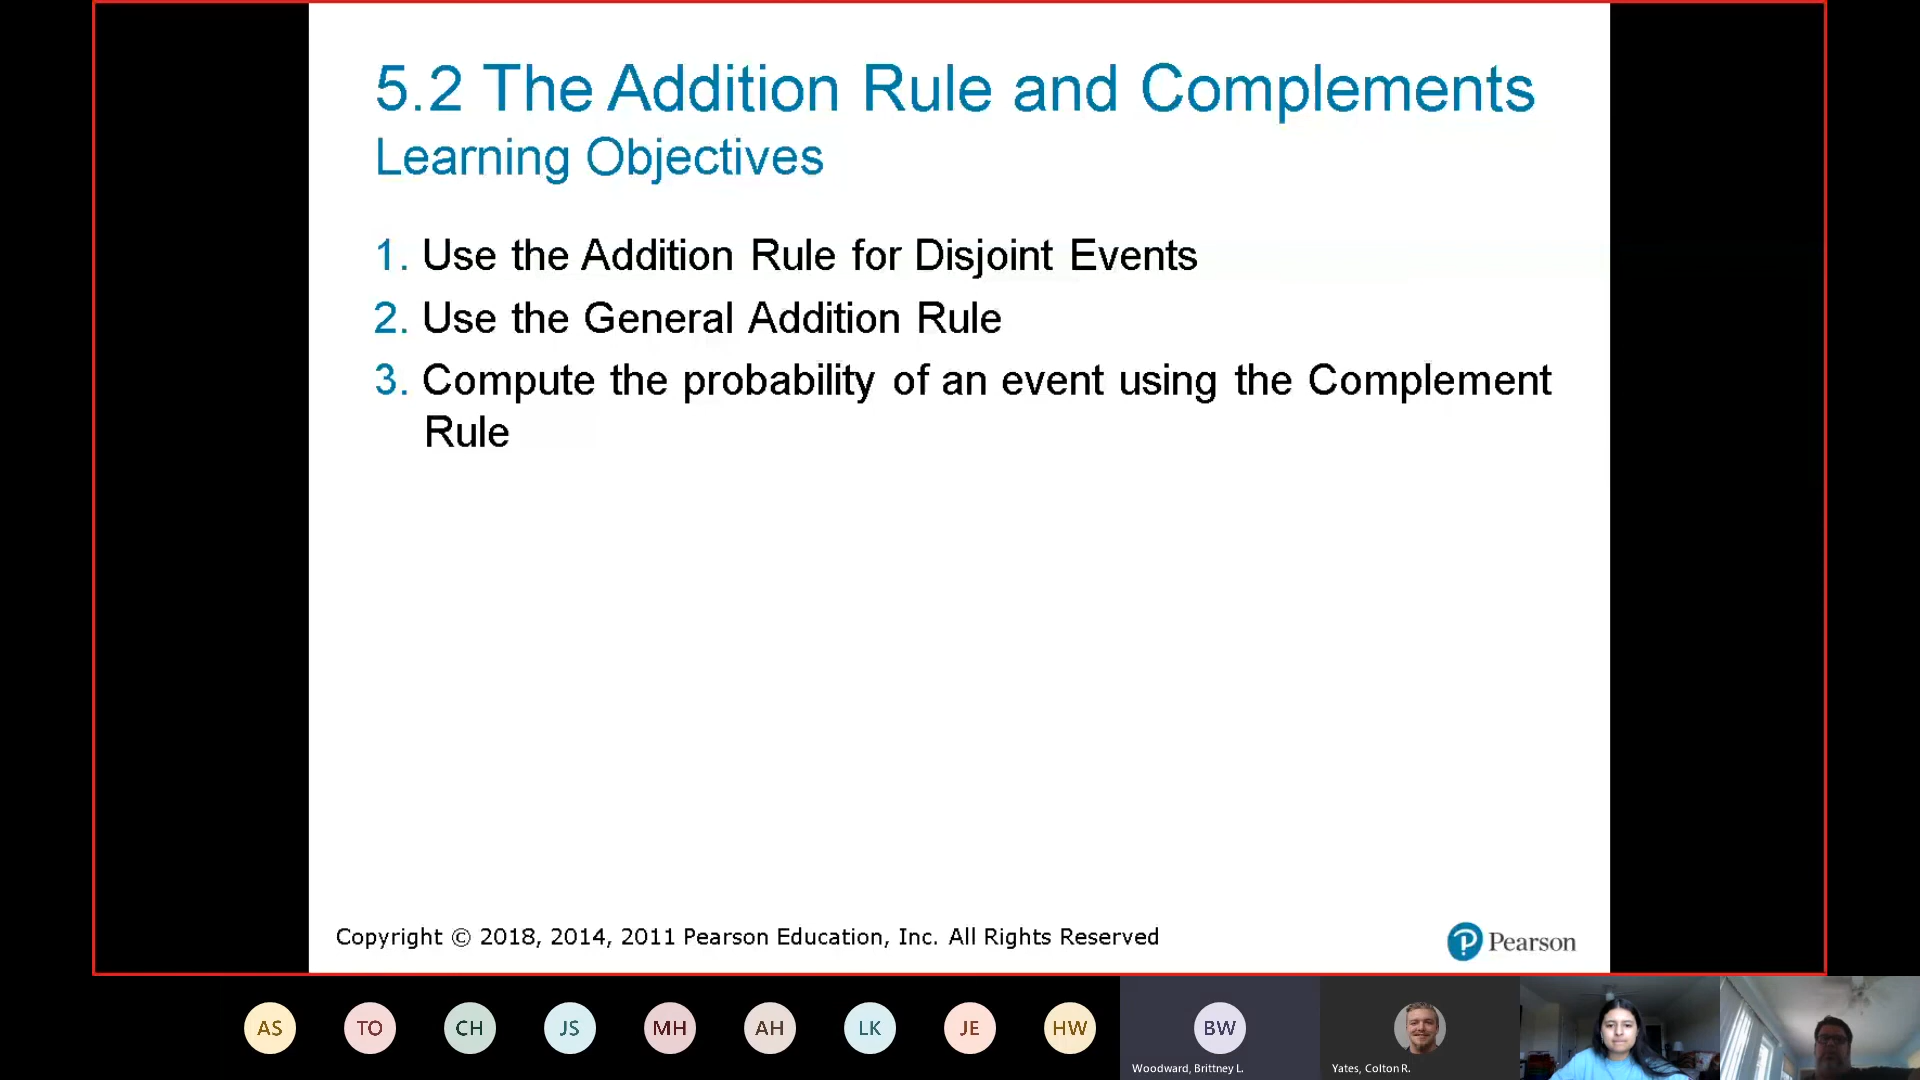 5.2 The Addition Rule and Complements
Learning Objectives
1. Use the Addition Rule for Disjoint Events
2. Use the General Addition Rule
3. Compute the probability of an event using the Complement
Rule
Copyright © 2018, 2014, 2011 Pearson Education, Inc. All Rights Reserved
P Pearson
AS TO CH JS MH AH LK JE HW BW
Woodward, Brittney L. Yates, Colton R.